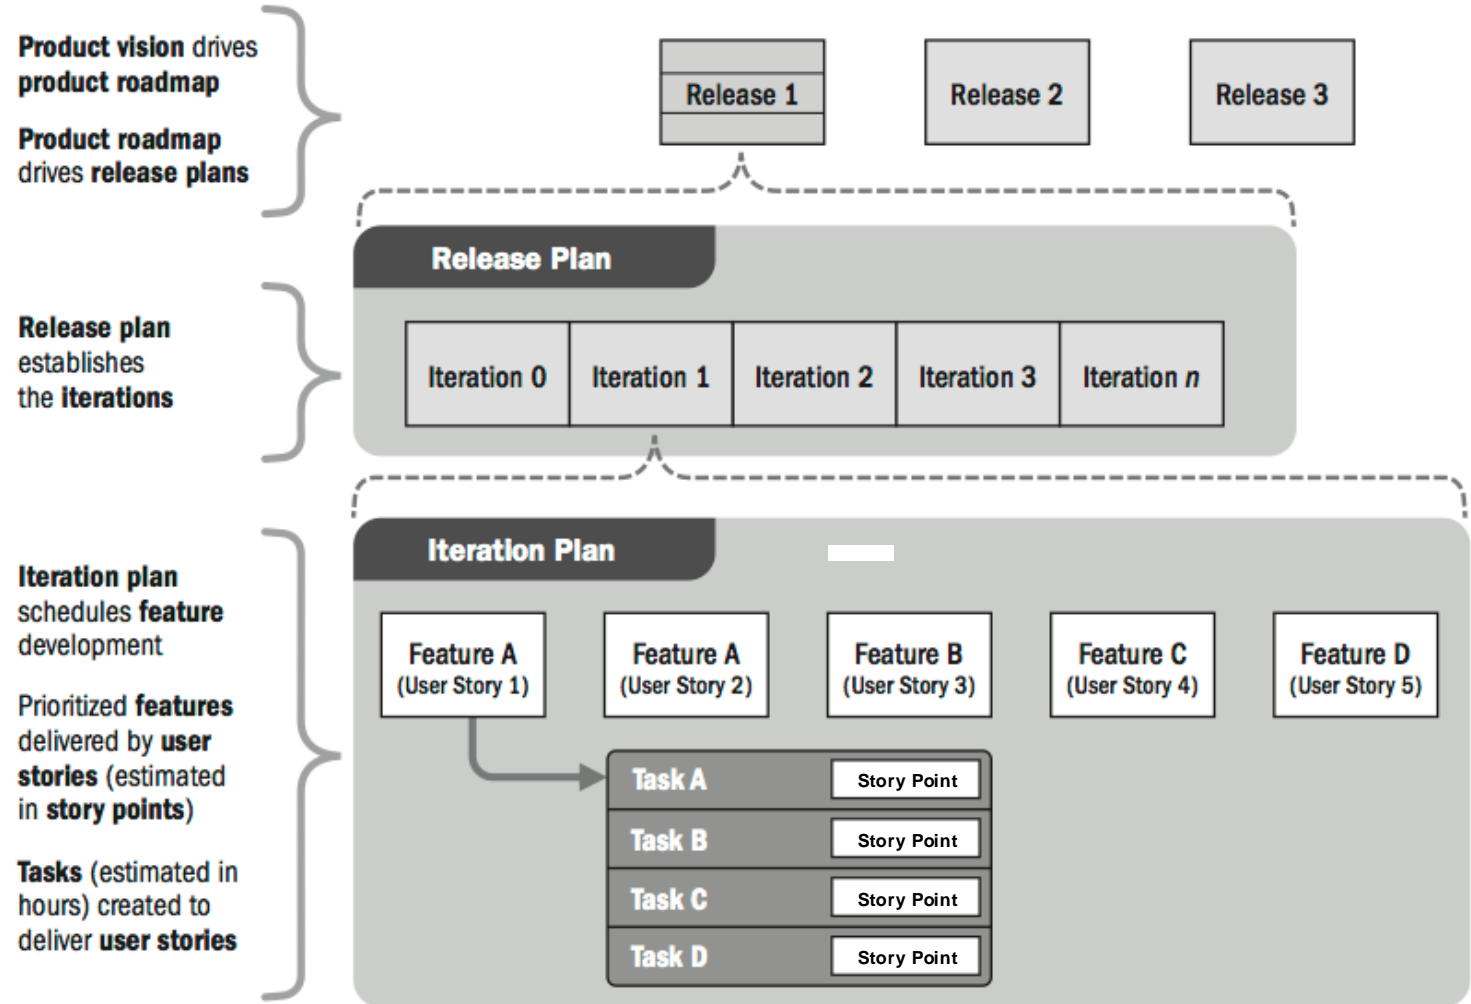 Product vision drives
product roadmap
Product roadmap
drives release plans
Release 1
Release 2
Release 3
Release Plan
Release plan
establishes
the iterations
Iteration 0
Iteration 1
Iteration 2
Iteration 3
Iteration n
Iteration Plan
Iteration plan
schedules feature
development
Prioritized features
delivered by user
stories (estimated
in story points)
Tasks (estimated in
hours) created to
deliver user stories
Feature A
(User Story 1)
Feature A
(User Story 2)
Feature B
(User Story 3)
Feature C
(User Story 4)
Feature D
(User Story 5)
Task A
Story Point
Task B
Story Point
Task C
Story Point
Task D
Story Point